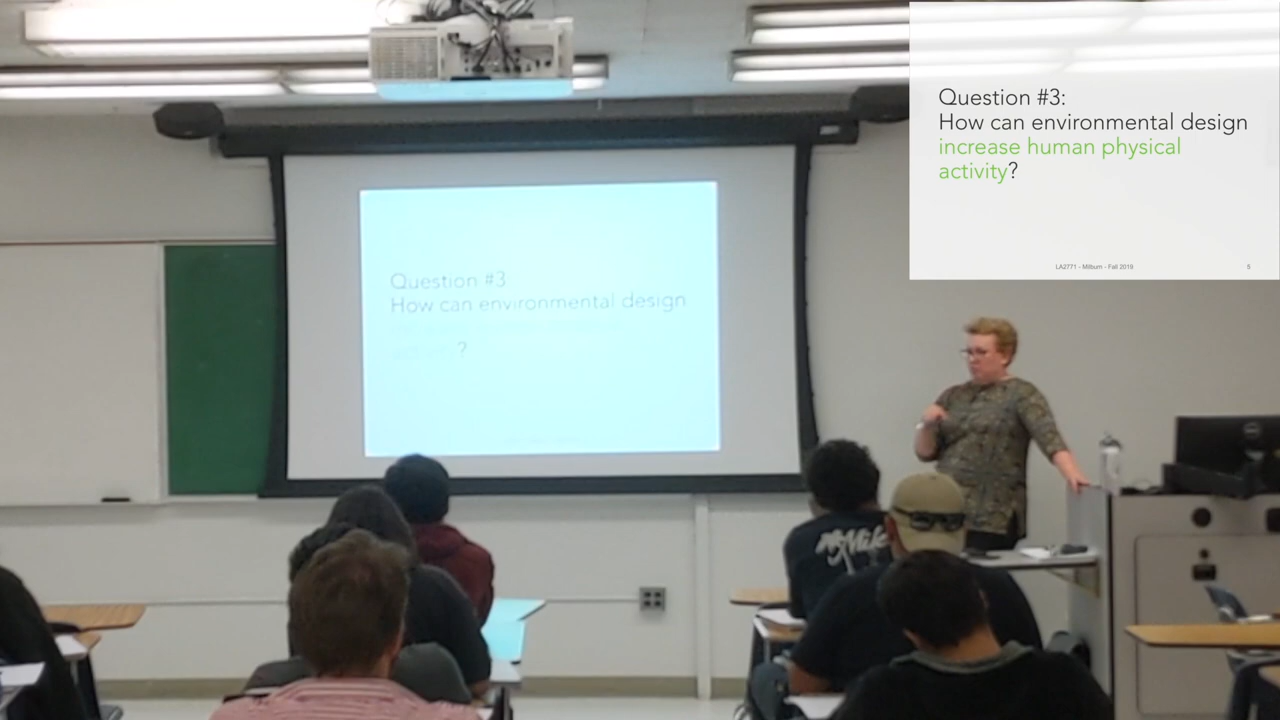 Question #3:
How can environmental design
increase human physical
activity?
LA2771 - Milburn - Fall 2019
5
Question #3
How can environmental design
?